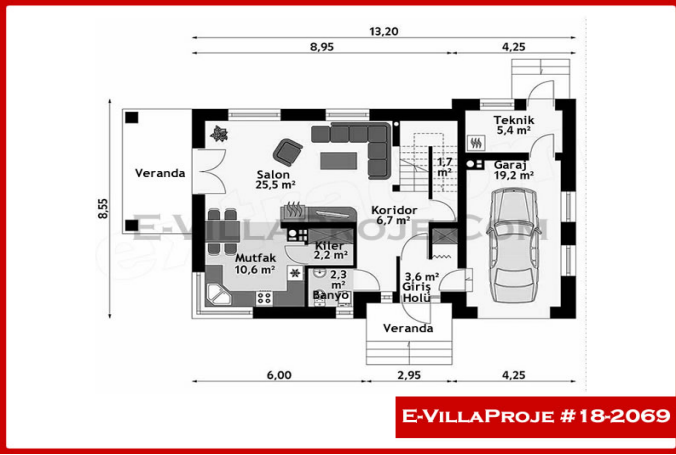 13,20
8,95
4,25
8,55
Teknik
5,4 m²
Veranda
Salon
25,5 m²
1,7
m²
Garaj
19,2 m²
Koridor
6,7 m²
E-VillaProje.Com
Mutfak
10,6 m²
Kiler
2,2 m²
2,3
m²
Banyo
3,6 m²
Giriş
Holü
Veranda
6,00
2,95
4,25
E-VillaProje #18-2069